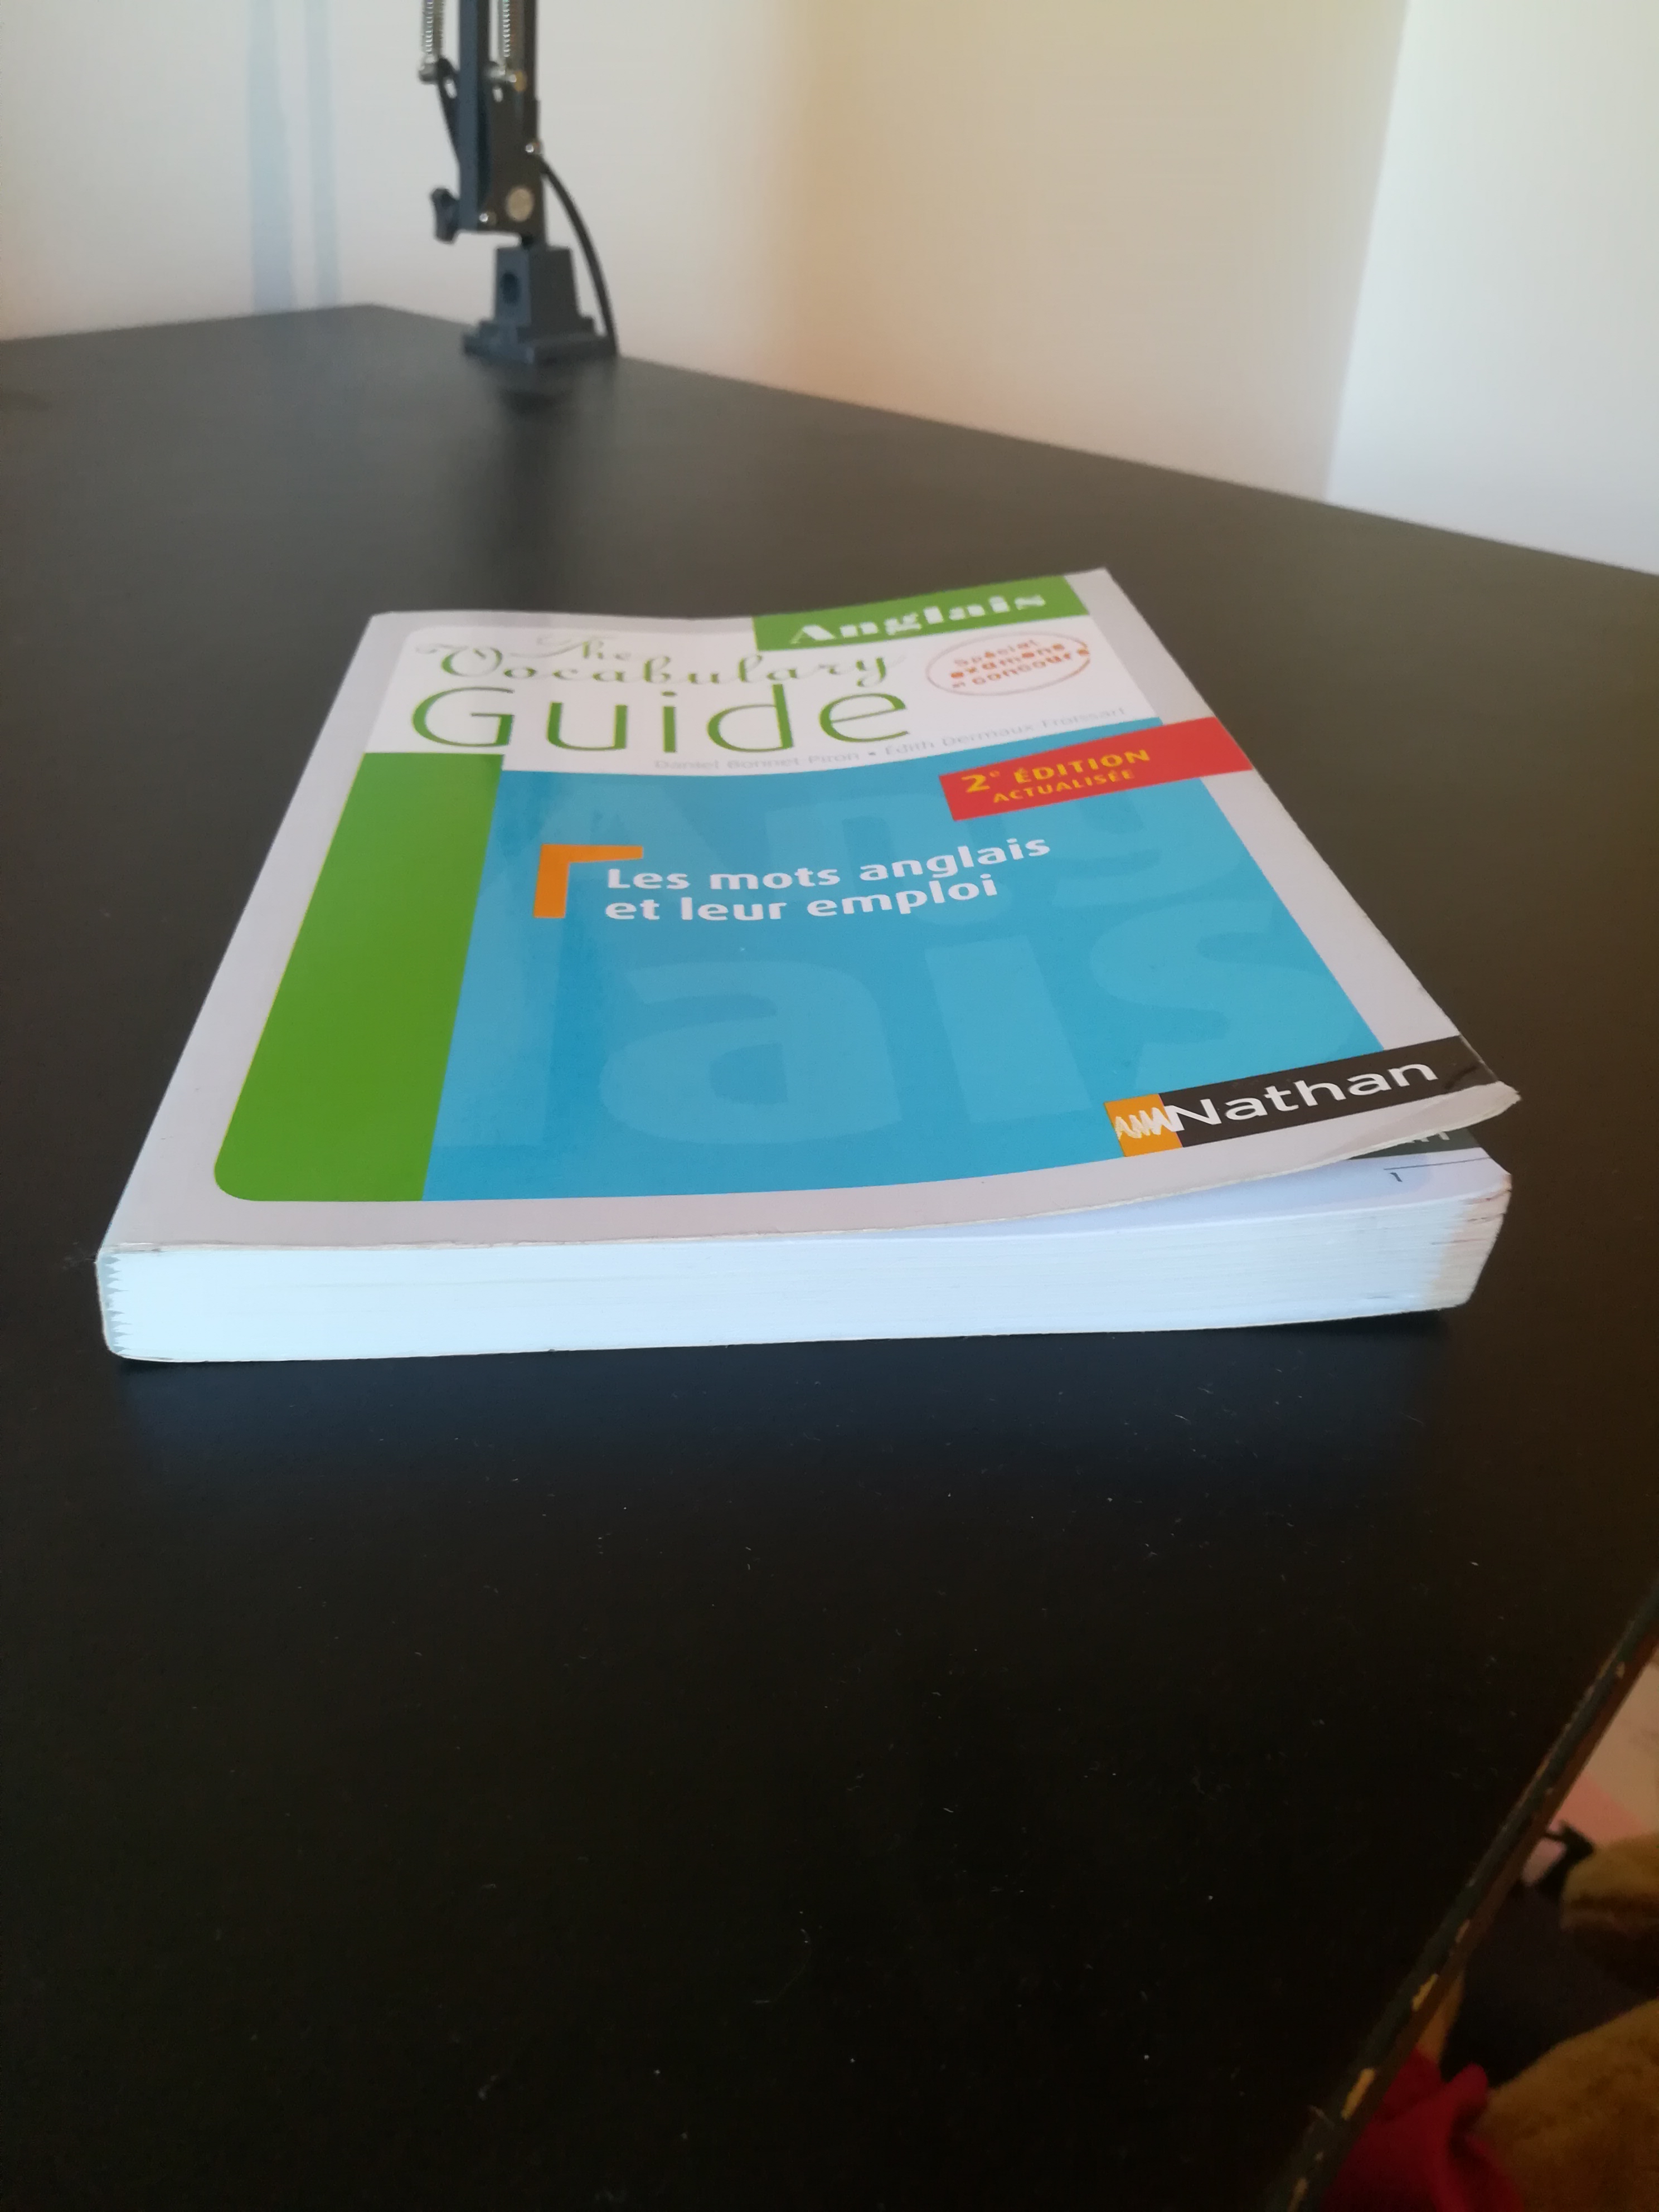 Anglais
The
Vocabulary
Guide
Spécial
examens
et concours
Daniel Bonnet Piron • Édith Dermaux Froissart
2e ÉDITION
ACTUALISÉE
Anglais
Les mots anglais
et leur emploi
Nathan